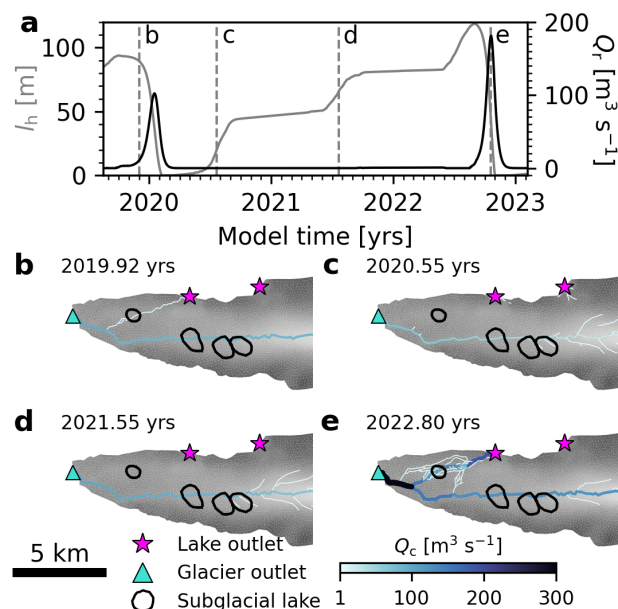 a
b
c
d
e
100
50
0
l_h [m]
200
100
0
Q_r [m³ s⁻¹]
2020 2021 2022 2023
Model time [yrs]
b 2019.92 yrs
c 2020.55 yrs
d 2021.55 yrs
e 2022.80 yrs
5 km
Lake outlet
Glacier outlet
Subglacial lake
Q_c [m³ s⁻¹]
1 100 200 300